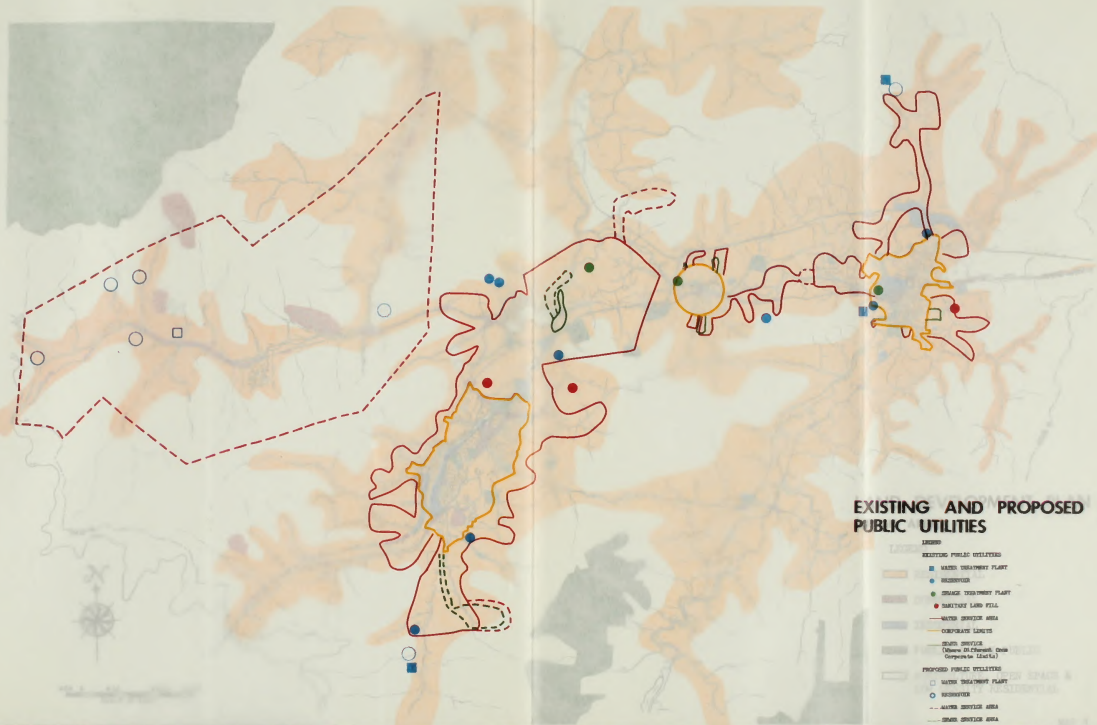 EXISTING AND PROPOSED
PUBLIC UTILITIES
LEGEND
EXISTING PUBLIC UTILITIES
WATER TREATMENT PLANT
RESERVOIR
SEWAGE TREATMENT PLANT
SANITARY LAND FILL
WATER SERVICE AREA
CORPORATE LIMITS
SEWER SERVICE
(Where Different from
Corporate Limits)
PROPOSED PUBLIC UTILITIES
WATER TREATMENT PLANT
RESERVOIR
WATER SERVICE AREA
SEWER SERVICE AREA